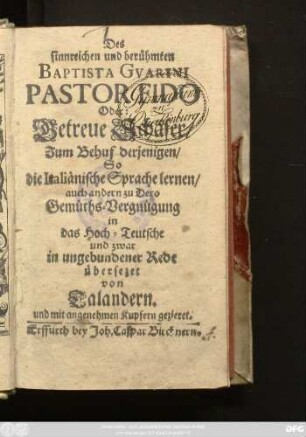 Des
sinnreichen und berühmten
BAPTISTA GVARINI
PASTOR FIDO
Oder:
Getreue Schäfer/
Zum Behuf derjenigen/
So
die Italiänische Sprache lernen/
auch andern zu Dero
Gemüths-Vergnügung
in
das Hoch-Teutsche
und zwar
in ungebundener Rede
übersetzet
von
Talandern.
und mit angenehmen Kupfern gezieret.
Erffurth bey Joh. Caspar Bircknern.